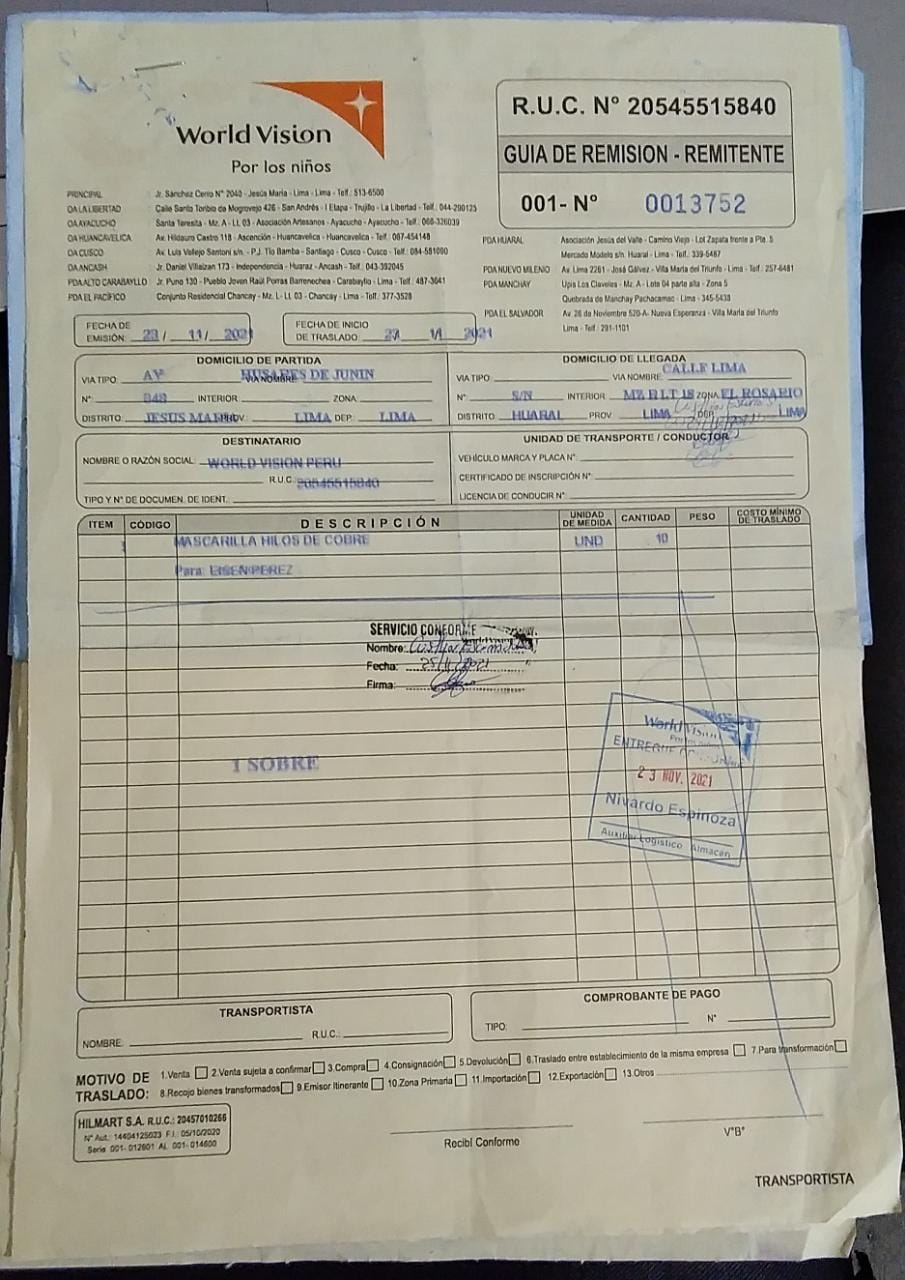 World Vision
Por los niños
R.U.C. N° 20545515840
GUIA DE REMISION - REMITENTE
001- N° 0013752
PRINCIPAL : Jr. Sánchez Cerro N° 2040 - Jesús María - Lima - Lima - Telf.: 513-6500
OA LA LIBERTAD : Calle Santo Toribio de Mogrovejo 426 - San Andrés - I Etapa - Trujillo - La Libertad - Telf.: 044-290125
OA AYACUCHO : Santa Teresita - Mz. A - Lt. 03 - Asociación Artesanos - Ayacucho - Ayacucho - Telf.: 066-326039
OA HUANCAVELICA : Av. Hildauro Castro 118 - Ascención - Huancavelica - Huancavelica - Telf.: 067-454148
OA CUSCO : Av. Luis Vallejo Santoni s/n. - P.J. Tío Bamba - Santiago - Cusco - Cusco - Telf.: 084-581090
OA ANCASH : Jr. Daniel Villaizan 173 - Independencia - Huaraz - Ancash - Telf.: 043-392045
PDA ALTO CARABAYLLO : Jr. Puno 130 - Pueblo Joven Raúl Porras Barrenechea - Carabayllo - Lima - Telf.: 487-3641
PDA EL PACÍFICO : Conjunto Residencial Chancay - Mz. L - Lt. 03 - Chancay - Lima - Telf.: 377-3528
PDA HUARAL Asociación Jesús del Valle - Camino Viejo - Lot Zapata frente a Pta. 5
Mercado Modelo s/n. Huaral - Lima - Telf.: 339-5487
PDA NUEVO MILENIO : Av. Lima 2261 - José Gálvez - Villa María del Triunfo - Lima - Telf.: 257-6481
PDA MANCHAY Upis Los Claveles - Mz. A - Lote 04 parte alta - Zona 5
Quebrada de Manchay Pachacamac - Lima - 345-5438
PDA EL SALVADOR : Av. 26 de Noviembre 520-A- Nueva Esperanza - Villa María del Triunfo
Lima - Telf.: 291-1101
FECHA DE EMISIÓN: 23 / 11 / 2021
FECHA DE INICIO DE TRASLADO: 23 11 2021
DOMICILIO DE PARTIDA
VIA TIPO: AV VIA NOMBRE HUSARES DE JUNIN
N° 848 INTERIOR ZONA
DISTRITO: JESUS MARIA PROV: LIMA DEP: LIMA
DOMICILIO DE LLEGADA
VIA TIPO: VIA NOMBRE: CALLE LIMA
N° S/N INTERIOR MZ B LT 18 ZONA EL ROSARIO
DISTRITO HUARAL PROV LIMA DEP LIMA
DESTINATARIO
NOMBRE O RAZÓN SOCIAL: WORLD VISION PERU
R.U.C. 20545515840
TIPO Y N° DE DOCUMEN. DE IDENT.:
UNIDAD DE TRANSPORTE / CONDUCTOR
VEHÍCULO MARCA Y PLACA N°:
CERTIFICADO DE INSCRIPCIÓN N°:
LICENCIA DE CONDUCIR N°:
ITEM CÓDIGO DESCRIPCIÓN UNIDAD DE MEDIDA CANTIDAD PESO COSTO MÍNIMO DE TRASLADO
1 MASCARILLA HILOS DE COBRE UND 10
Para: EISEN PEREZ
SERVICIO CONFORME
Nombre:
Fecha: 25/11/2021
Firma:
1 SOBRE
World Vision
Por los niños
ENTREGUE CONFORME
23 NOV. 2021
Nivardo Espinoza
Auxiliar Logístico Almacén
TRANSPORTISTA
NOMBRE: R.U.C.:
COMPROBANTE DE PAGO
TIPO: N°
MOTIVO DE TRASLADO:
1.Venta 2.Venta sujeta a confirmar 3.Compra 4.Consignación 5.Devolución 6.Traslado entre establecimiento de la misma empresa 7.Para transformación
8.Recojo bienes transformados 9.Emisor Itinerante 10.Zona Primaria 11.Importación 12.Exportación 13.Otros
HILMART S.A. R.U.C.: 20457010266
N° Aut.: 14404125023 F.I.: 05/10/2020
Serie 001- 012601 AL 001- 014600
Recibí Conforme
V°B°
TRANSPORTISTA